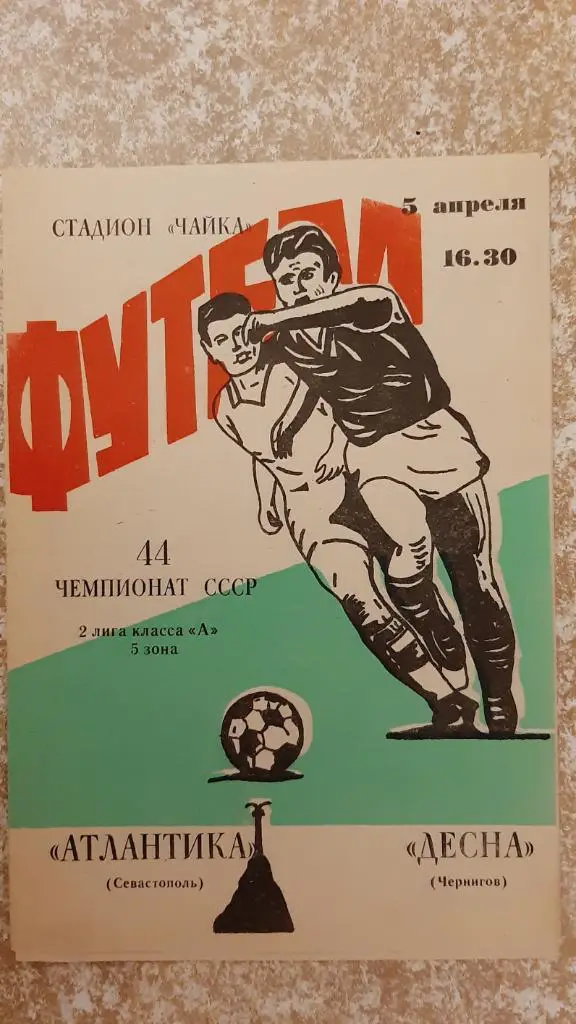 СТАДИОН «ЧАЙКА»
5 апреля
16.30
ФУТБОЛ
44
ЧЕМПИОНАТ СССР
2 лига класса «А»
5 зона
«АТЛАНТИКА»
(Севастополь)
«ДЕСНА»
(Чернигов)